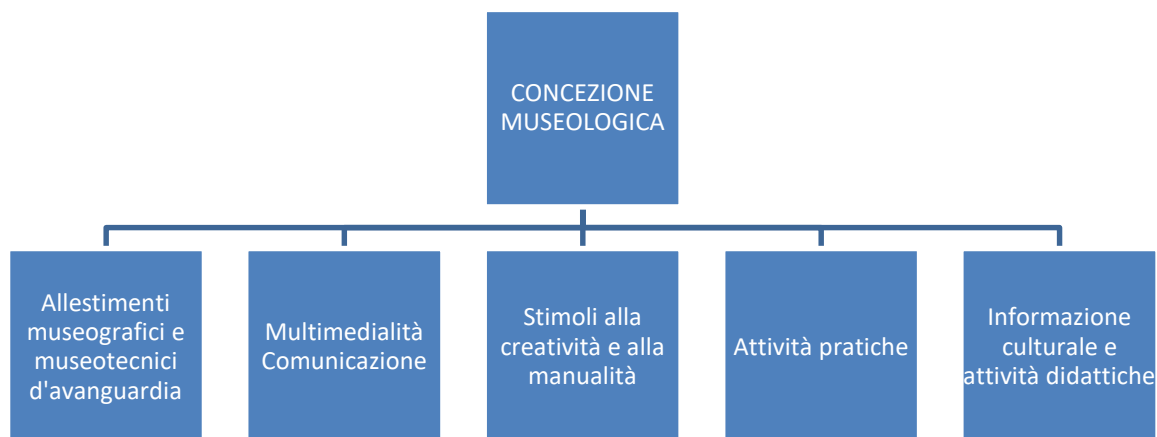 CONCEZIONE
MUSEOLOGICA
Allestimenti
museografici e
museotecnici
d'avanguardia
Multimedialità
Comunicazione
Stimoli alla
creatività e alla
manualità
Attività pratiche
Informazione
culturale e
attività didattiche